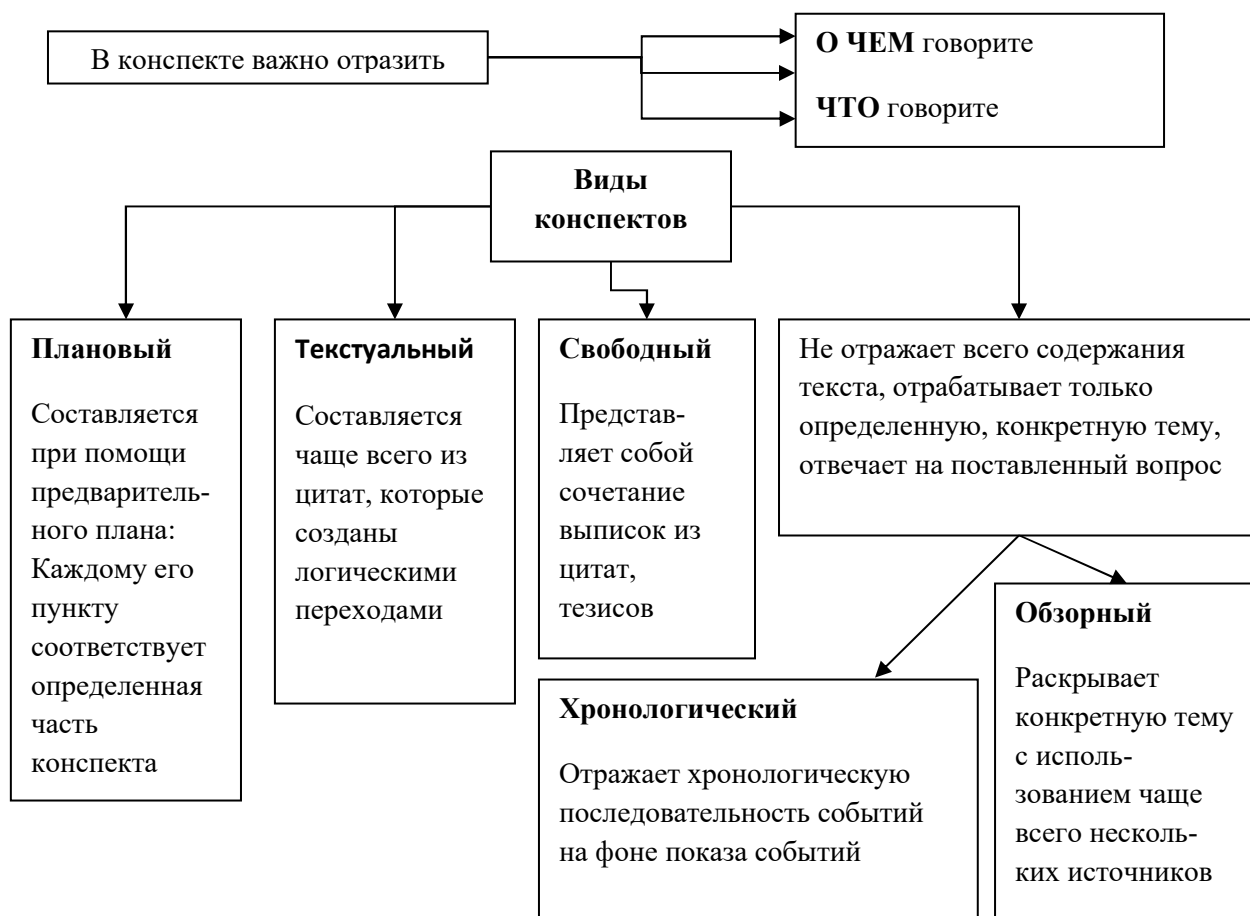 В конспекте важно отразить
О ЧЕМ говорите
ЧТО говорите
Виды
конспектов
Плановый
Составляется
при помощи
предваритель-
ного плана:
Каждому его
пункту
соответствует
определенная
часть
конспекта
Текстуальный
Составляется
чаще всего из
цитат, которые
созданы
логическими
переходами
Свободный
Представ-
ляет собой
сочетание
выписок из
цитат,
тезисов
Не отражает всего содержания
текста, отрабатывает только
определенную, конкретную тему,
отвечает на поставленный вопрос
Хронологический
Отражает хронологическую
последовательность событий
на фоне показа событий
Обзорный
Раскрывает
конкретную тему
с исполь-
зованием чаще
всего несколь-
ких источников